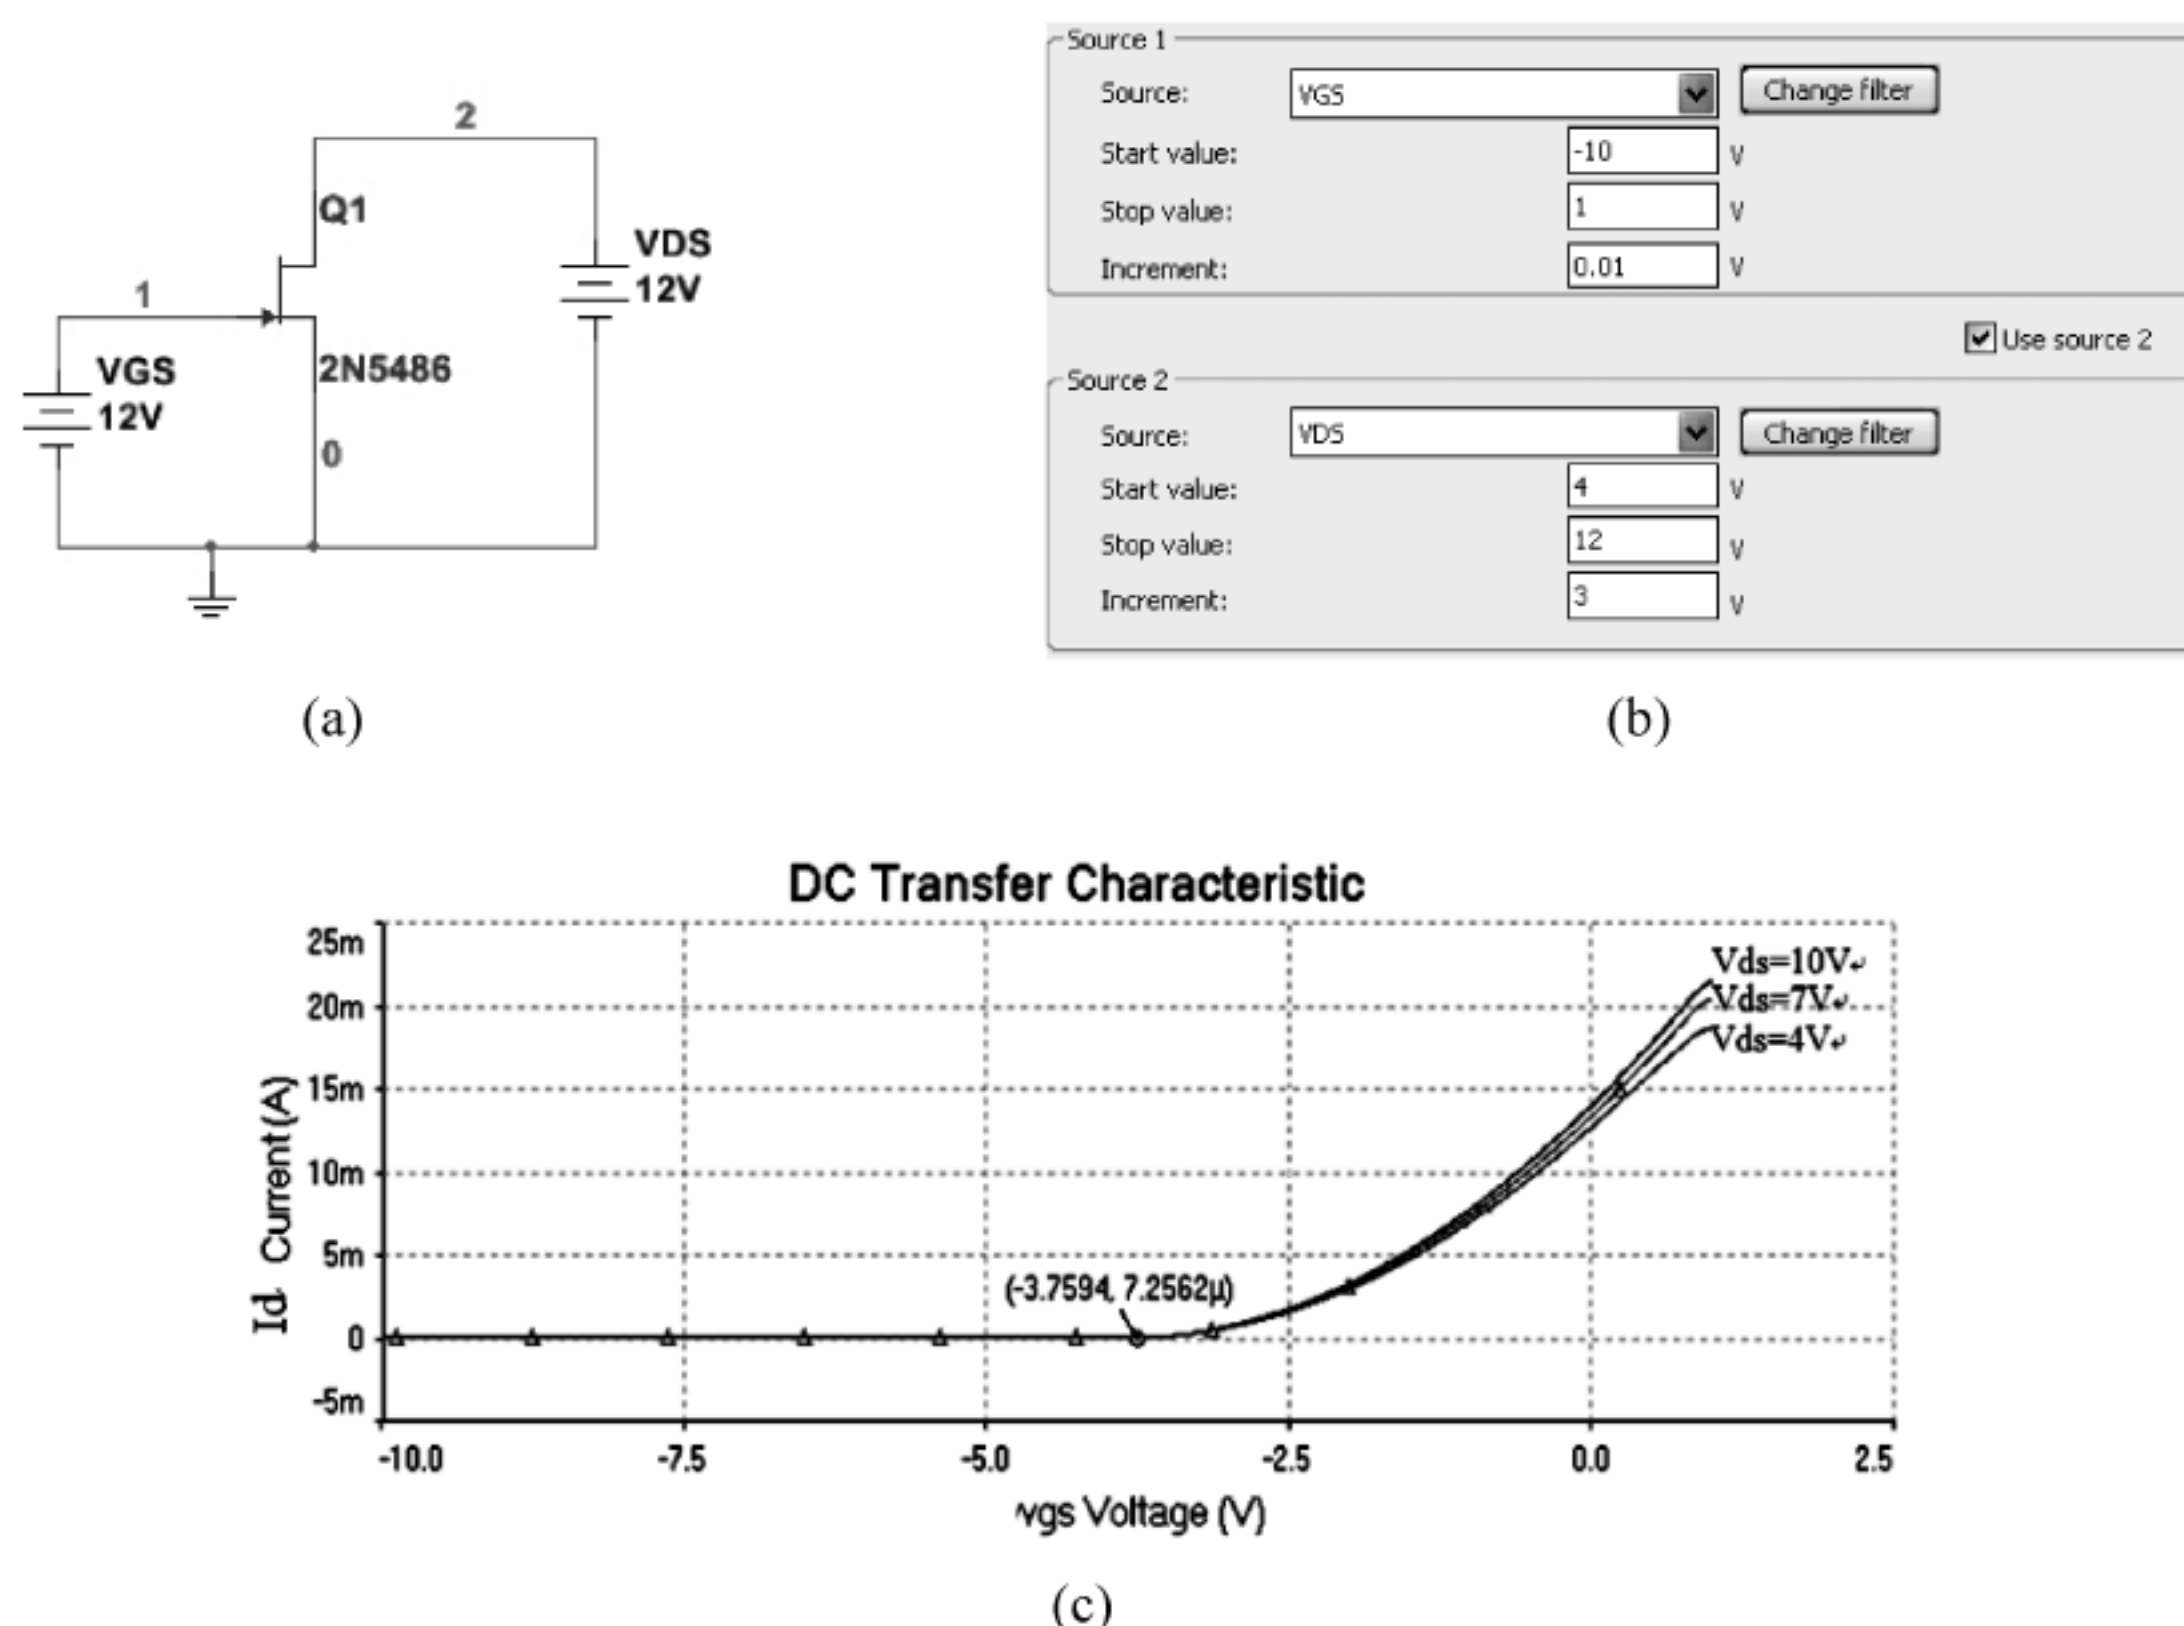 2
Q1
VDS
12V
1
VGS
12V
2N5486
0
(a)
Source 1
Source: VGS Change filter
Start value: -10 V
Stop value: 1 V
Increment: 0.01 V
Use source 2
Source 2
Source: VDS Change filter
Start value: 4 V
Stop value: 12 V
Increment: 3 V
(b)
DC Transfer Characteristic
Id Current(A)
25m
20m
15m
10m
5m
0
-5m
Vds=10V↵
Vds=7V↵
Vds=4V↵
(-3.7594, 7.2562μ)
-10.0 -7.5 -5.0 -2.5 0.0 2.5
vgs Voltage (V)
(c)